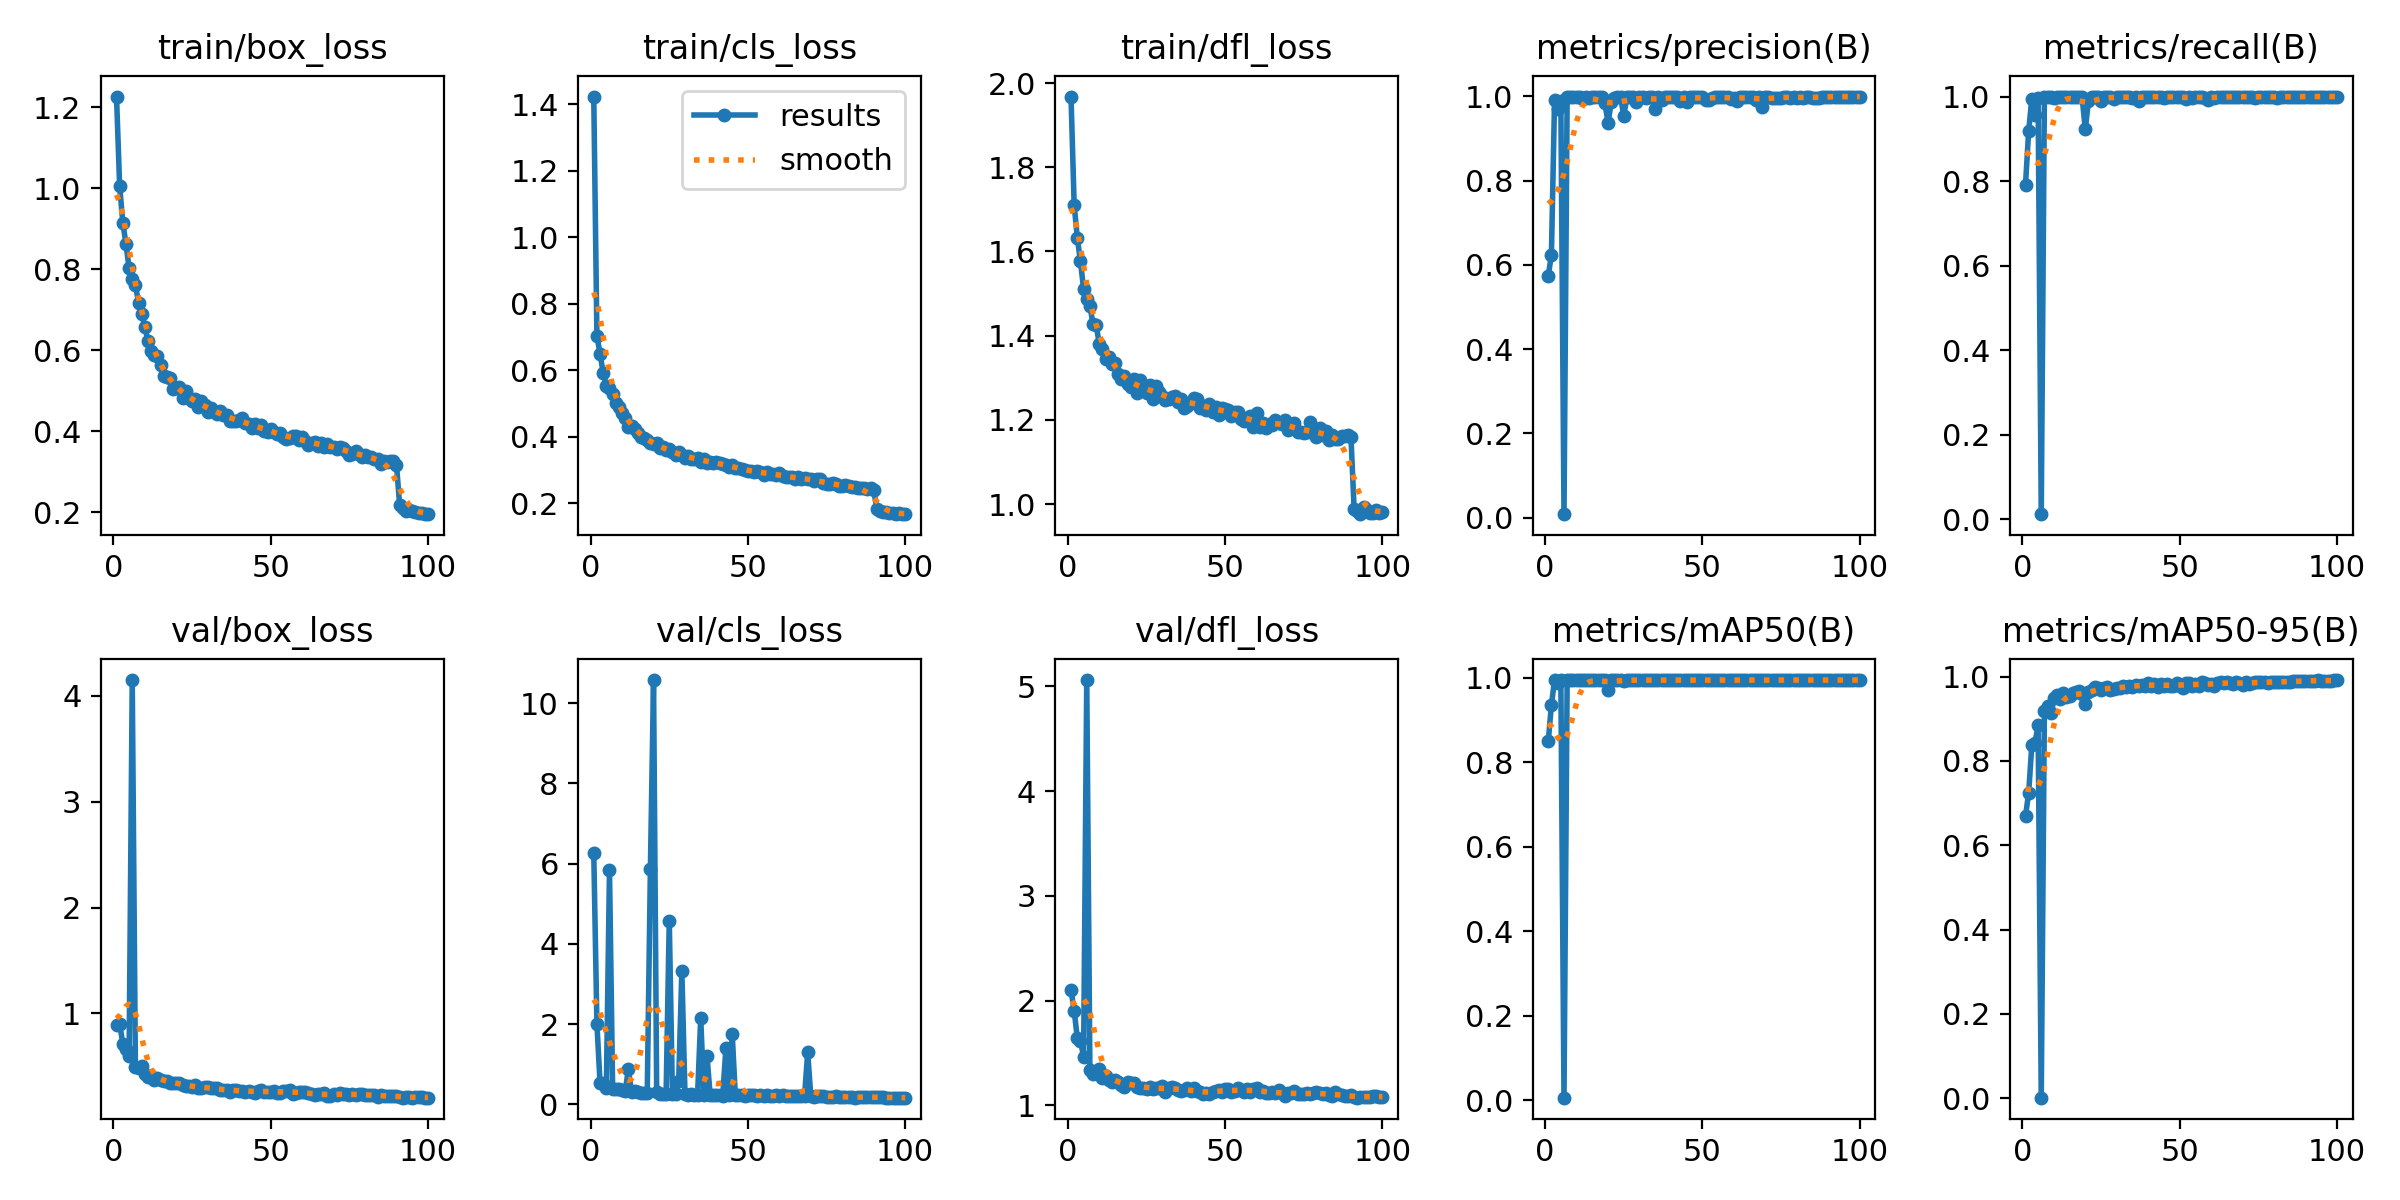 train/box_loss
1.2
1.0
0.8
0.6
0.4
0.2
0 50 100
train/cls_loss
1.4
1.2
1.0
0.8
0.6
0.4
0.2
results
smooth
0 50 100
train/dfl_loss
2.0
1.8
1.6
1.4
1.2
1.0
0 50 100
metrics/precision(B)
1.0
0.8
0.6
0.4
0.2
0.0
0 50 100
metrics/recall(B)
1.0
0.8
0.6
0.4
0.2
0.0
0 50 100
val/box_loss
4
3
2
1
0 50 100
val/cls_loss
10
8
6
4
2
0
0 50 100
val/dfl_loss
5
4
3
2
1
0 50 100
metrics/mAP50(B)
1.0
0.8
0.6
0.4
0.2
0.0
0 50 100
metrics/mAP50-95(B)
1.0
0.8
0.6
0.4
0.2
0.0
0 50 100